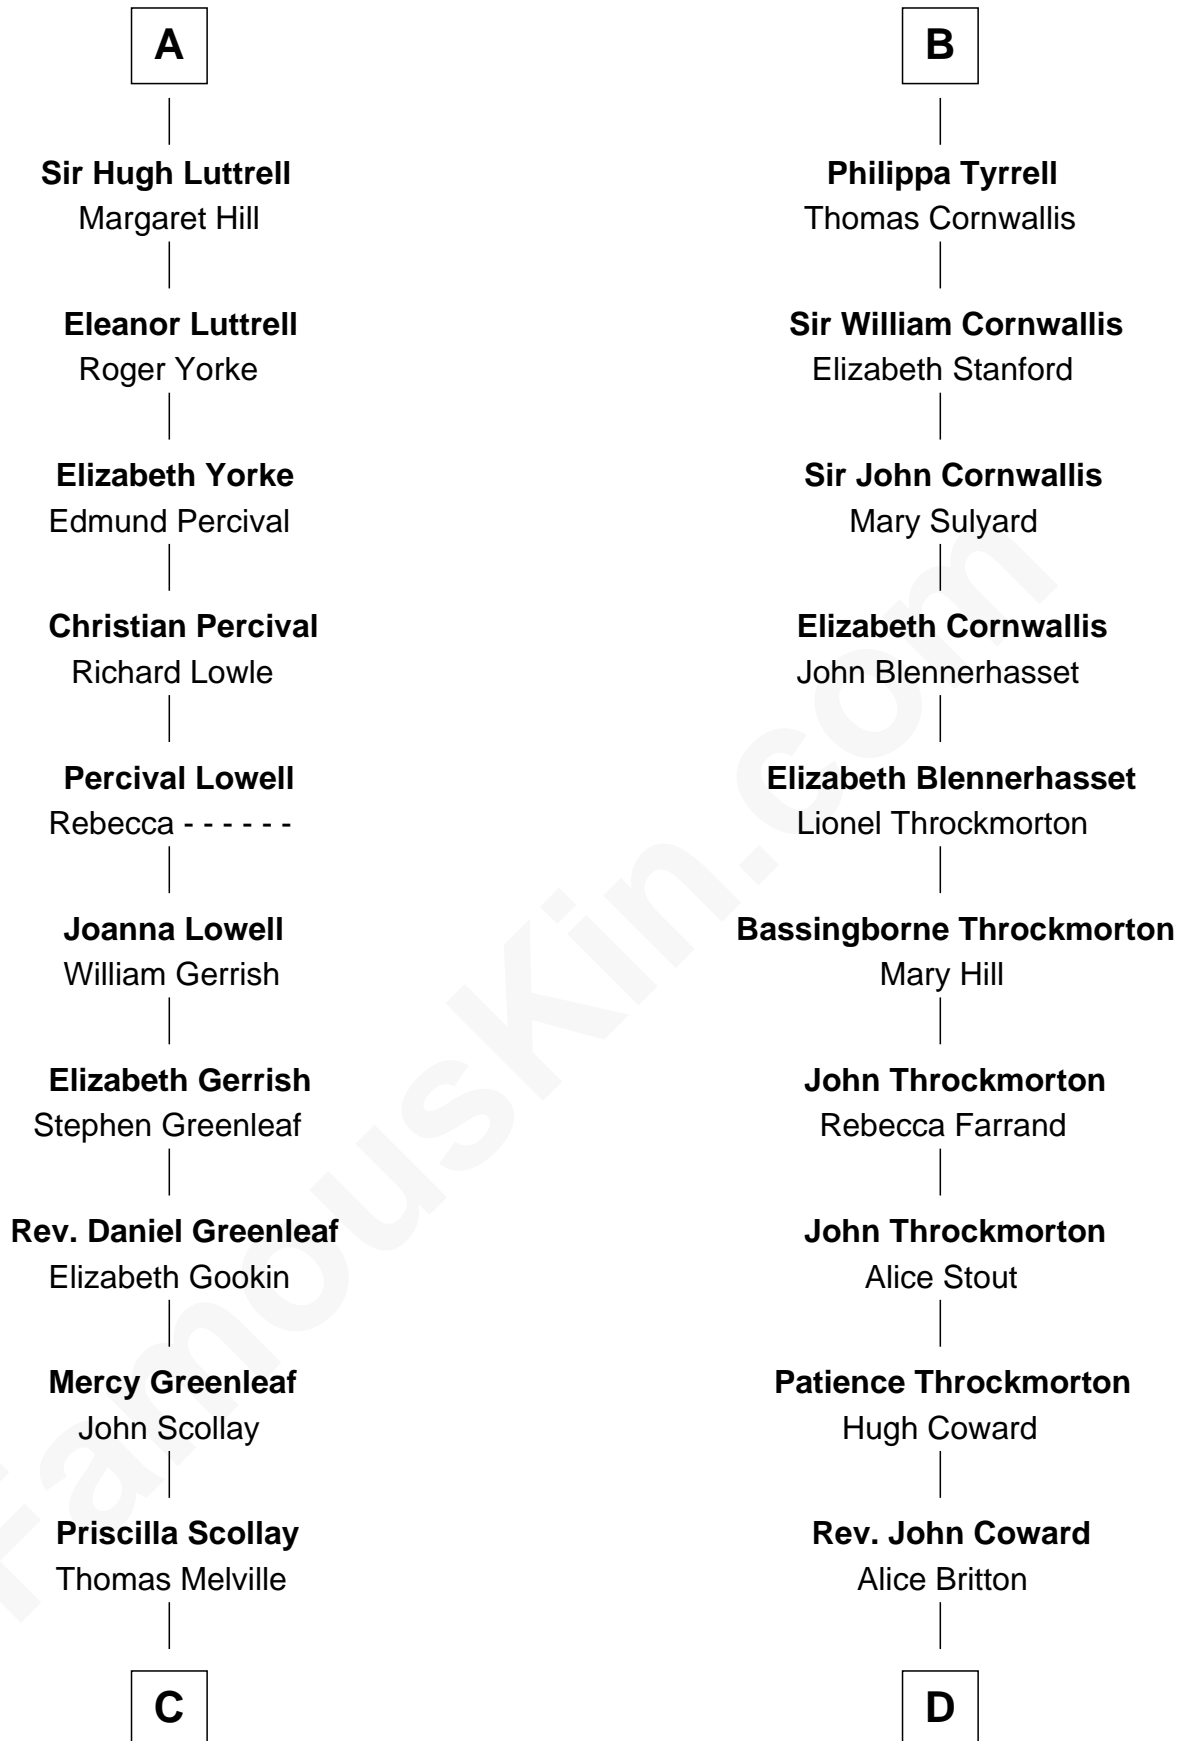 A
Sir Hugh Luttrell
Margaret Hill
Eleanor Luttrell
Roger Yorke
Elizabeth Yorke
Edmund Percival
Christian Percival
Richard Lowle
Percival Lowell
Rebecca - - - - - -
Joanna Lowell
William Gerrish
Elizabeth Gerrish
Stephen Greenleaf
Rev. Daniel Greenleaf
Elizabeth Gookin
Mercy Greenleaf
John Scollay
Priscilla Scollay
Thomas Melville
C
B
Philippa Tyrrell
Thomas Cornwallis
Sir William Cornwallis
Elizabeth Stanford
Sir John Cornwallis
Mary Sulyard
Elizabeth Cornwallis
John Blennerhasset
Elizabeth Blennerhasset
Lionel Throckmorton
Bassingborne Throckmorton
Mary Hill
John Throckmorton
Rebecca Farrand
John Throckmorton
Alice Stout
Patience Throckmorton
Hugh Coward
Rev. John Coward
Alice Britton
D
FamousKin.com